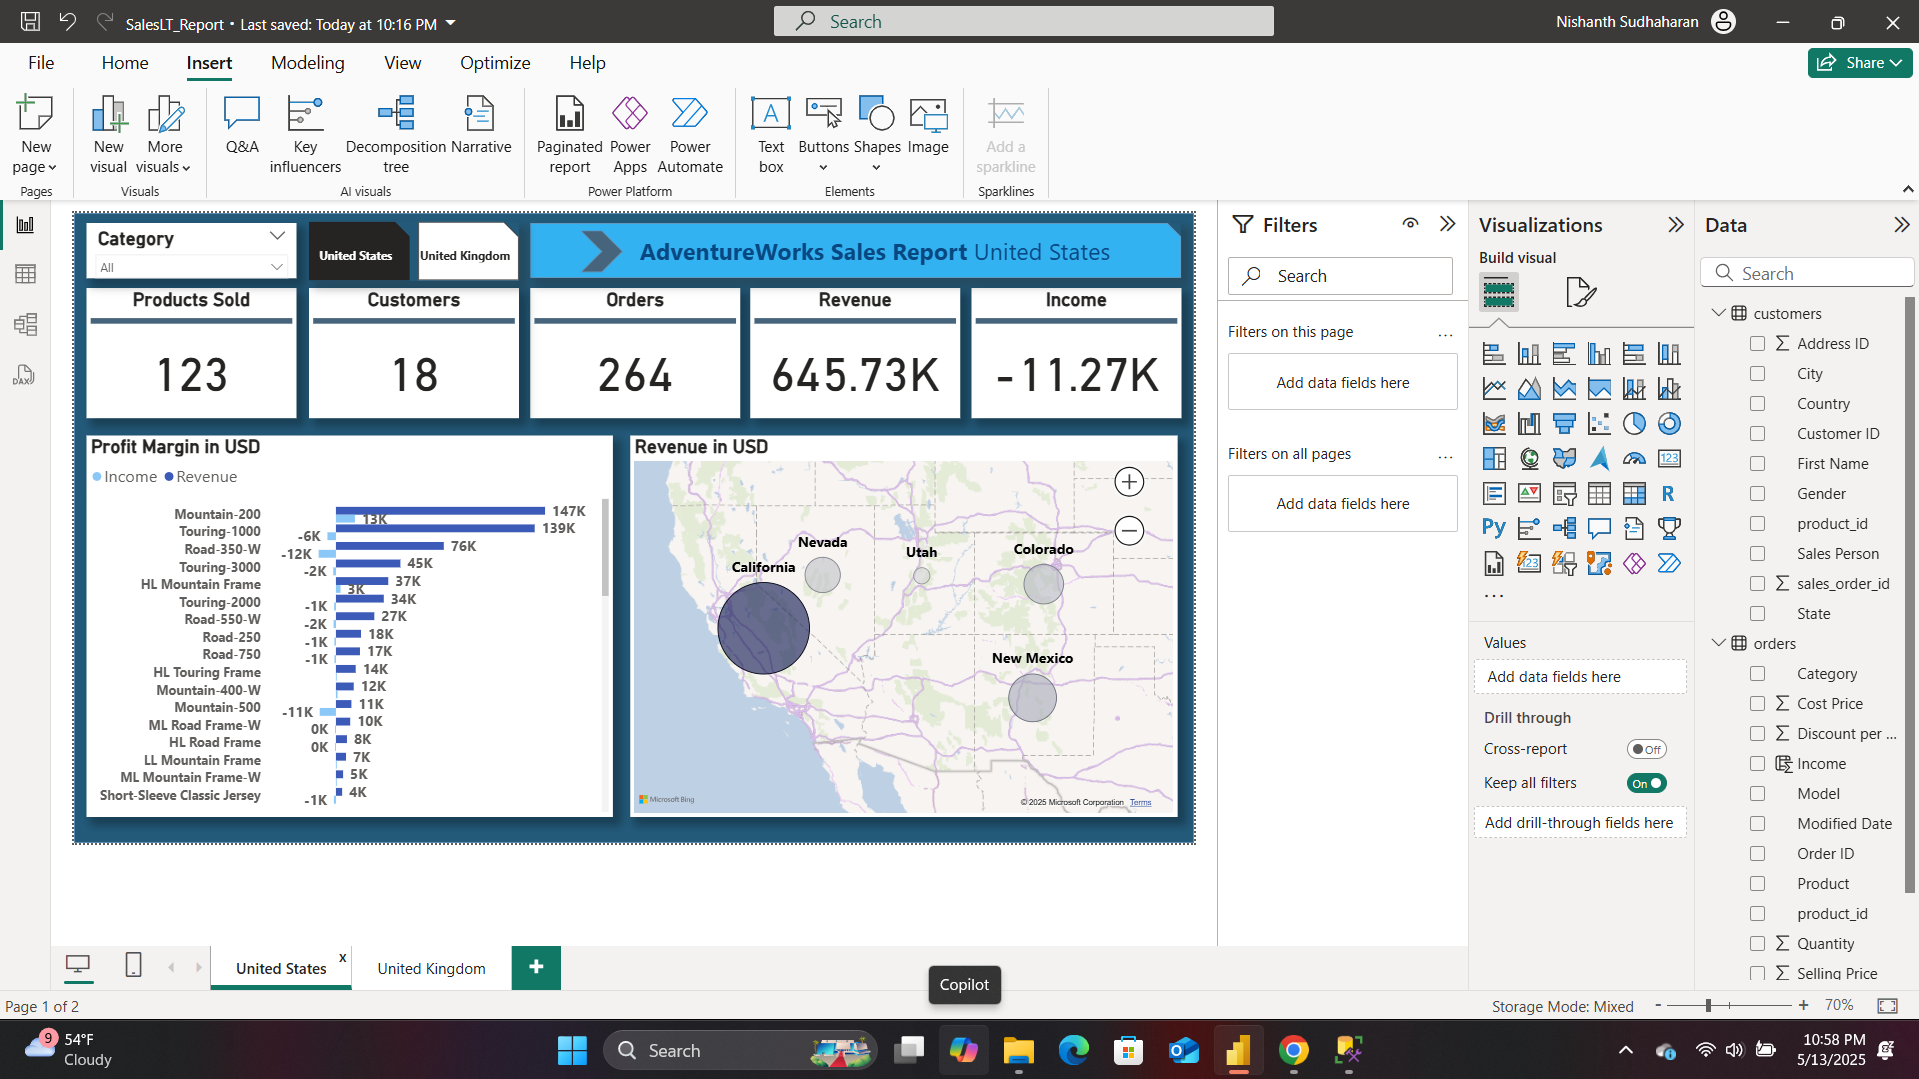 SalesLT_Report • Last saved: Today at 10:16 PM
Search
Nishanth Sudhaharan
File
Home
Insert
Modeling
View
Optimize
Help
Share
New page
New visual
More visuals
Q&A
Key influencers
Decomposition tree
Narrative
Paginated report
Power Apps
Power Automate
Text box
Buttons
Shapes
Image
Add a sparkline
Pages
Visuals
AI visuals
Power Platform
Elements
Sparklines
Category
All
United States
United Kingdom
AdventureWorks Sales Report United States
Products Sold
123
Customers
18
Orders
264
Revenue
645.73K
Income
-11.27K
Profit Margin in USD
Income
Revenue
Mountain-200 147K 13K
Touring-1000 139K -6K
Road-350-W 76K -12K
Touring-3000 45K -2K
HL Mountain Frame 37K 3K
Touring-2000 34K -1K
Road-550-W 27K -2K
Road-250 18K -1K
Road-750 17K -1K
HL Touring Frame 14K
Mountain-400-W 12K
Mountain-500 11K -11K
ML Road Frame-W 10K 0K
HL Road Frame 8K 0K
LL Mountain Frame 7K
ML Mountain Frame-W 5K
Short-Sleeve Classic Jersey 4K -1K
Revenue in USD
Nevada
Utah
Colorado
California
New Mexico
Microsoft Bing
© 2025 Microsoft Corporation Terms
Filters
Search
Filters on this page
...
Add data fields here
Filters on all pages
...
Add data fields here
Visualizations
Build visual
123
R
Py
...
Values
Add data fields here
Drill through
Cross-report
Off
Keep all filters
On
Add drill-through fields here
Data
Search
customers
Address ID
City
Country
Customer ID
First Name
Gender
product_id
Sales Person
sales_order_id
State
orders
Category
Cost Price
Discount per ...
Income
Model
Modified Date
Order ID
Product
product_id
Quantity
Selling Price
DAX
United States x
United Kingdom
+
Copilot
Page 1 of 2
Storage Mode: Mixed
- + 70%
9
54°F
Cloudy
Search
10:58 PM
5/13/2025